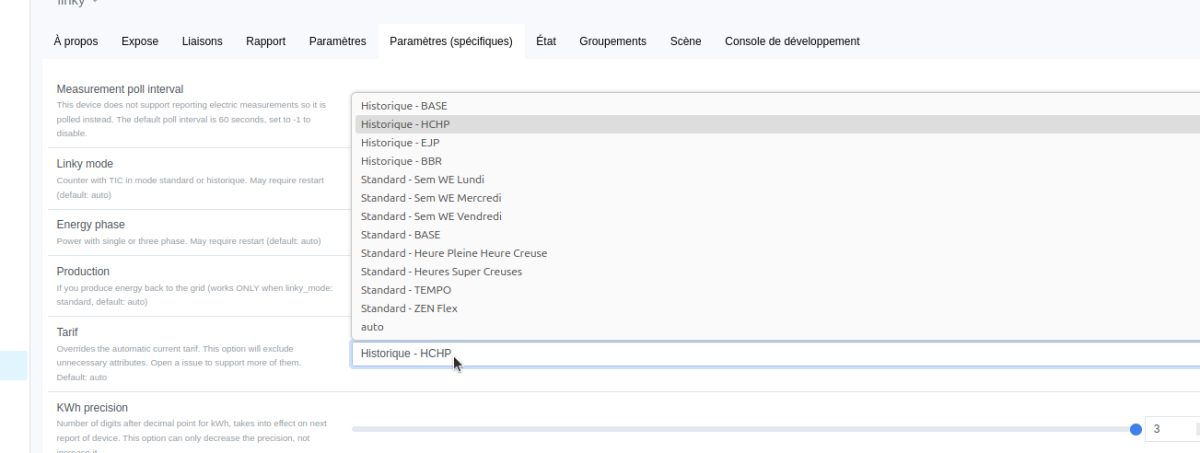 linky
À propos Expose Liaisons Rapport Paramètres Paramètres (spécifiques) État Groupements Scène Console de développement
Measurement poll interval
This device does not support reporting electric measurements so it is
polled instead. The default poll interval is 60 seconds, set to -1 to
disable.
Linky mode
Counter with TIC in mode standard or historique. May require restart
(default: auto)
Energy phase
Power with single or three phase. May require restart (default: auto)
Production
If you produce energy back to the grid (works ONLY when linky_mode:
standard, default: auto)
Tarif
Overrides the automatic current tarif. This option will exclude
unnecessary attributes. Open a issue to support more of them.
Default: auto
Historique - BASE
Historique - HCHP
Historique - EJP
Historique - BBR
Standard - Sem WE Lundi
Standard - Sem WE Mercredi
Standard - Sem WE Vendredi
Standard - BASE
Standard - Heure Pleine Heure Creuse
Standard - Heures Super Creuses
Standard - TEMPO
Standard - ZEN Flex
auto
Historique - HCHP
KWh precision
Number of digits after decimal point for kWh, takes into effect on next
report of device. This option can only decrease the precision, not
increase it.
3